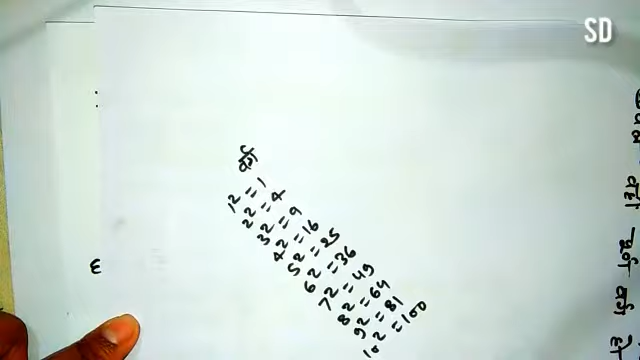 SD
वर्ग
1² = 1
2² = 4
3² = 9
4² = 16
5² = 25
6² = 36
7² = 49
8² = 64
9² = 81
10² = 100
पूर्ण वर्ग है